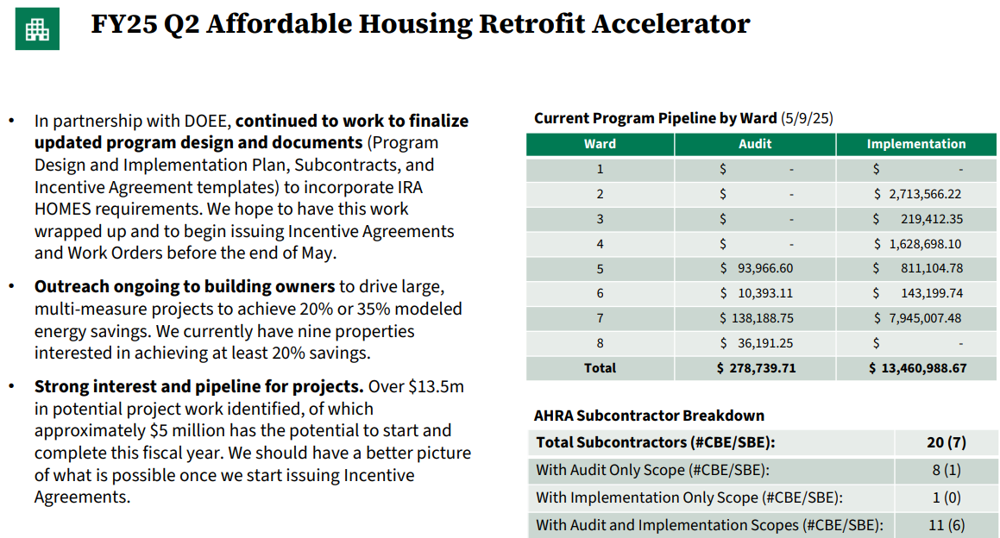 FY25 Q2 Affordable Housing Retrofit Accelerator
• In partnership with DOEE, continued to work to finalize
updated program design and documents (Program
Design and Implementation Plan, Subcontracts, and
Incentive Agreement templates) to incorporate IRA
HOMES requirements. We hope to have this work
wrapped up and to begin issuing Incentive Agreements
and Work Orders before the end of May.
• Outreach ongoing to building owners to drive large,
multi-measure projects to achieve 20% or 35% modeled
energy savings. We currently have nine properties
interested in achieving at least 20% savings.
• Strong interest and pipeline for projects. Over $13.5m
in potential project work identified, of which
approximately $5 million has the potential to start and
complete this fiscal year. We should have a better picture
of what is possible once we start issuing Incentive
Agreements.
Current Program Pipeline by Ward (5/9/25)
Ward Audit Implementation
1 $ - $ -
2 $ - $ 2,713,566.22
3 $ - $ 219,412.35
4 $ - $ 1,628,698.10
5 $ 93,966.60 $ 811,104.78
6 $ 10,393.11 $ 143,199.74
7 $ 138,188.75 $ 7,945,007.48
8 $ 36,191.25 $ -
Total $ 278,739.71 $ 13,460,988.67
AHRA Subcontractor Breakdown
Total Subcontractors (#CBE/SBE): 20 (7)
With Audit Only Scope (#CBE/SBE): 8 (1)
With Implementation Only Scope (#CBE/SBE): 1 (0)
With Audit and Implementation Scopes (#CBE/SBE): 11 (6)